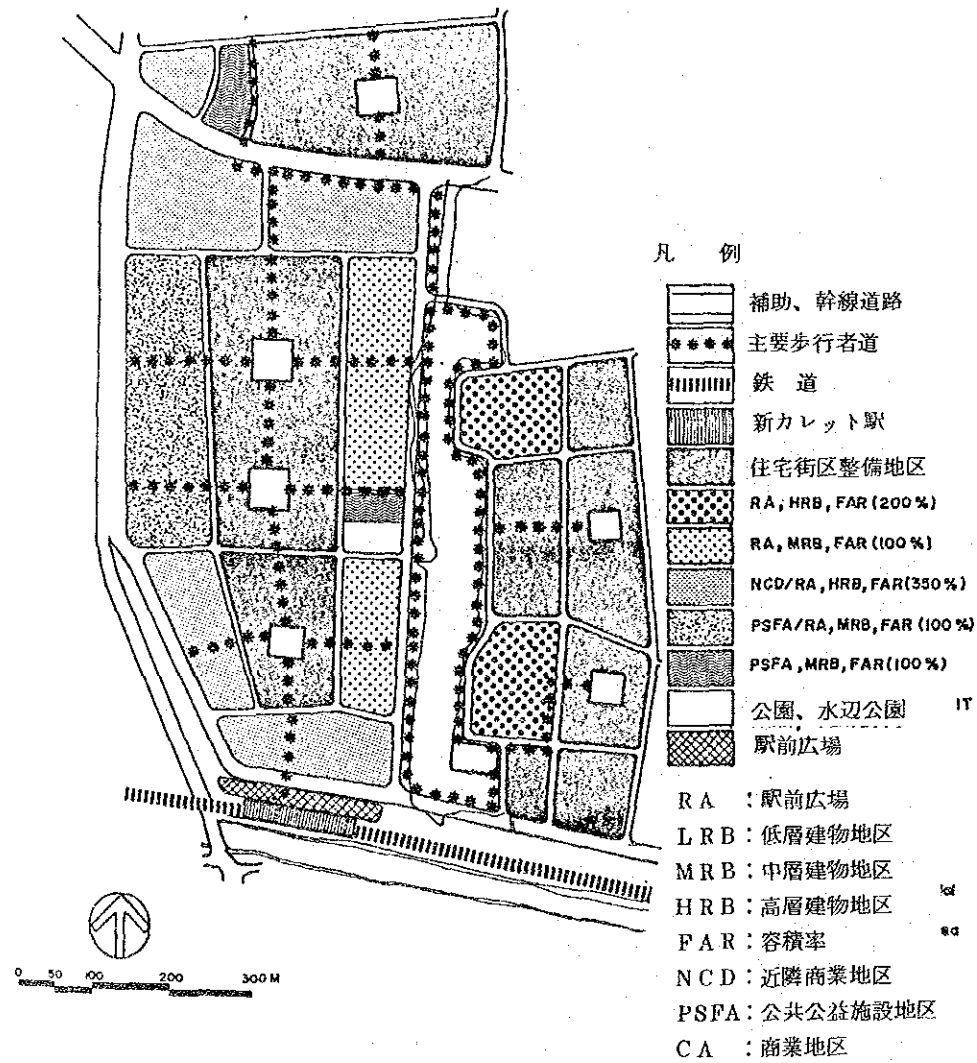 凡 例
補助、幹線道路
主要歩行者道
鉄 道
新カレット駅
住宅街区整備地区
RA, HRB, FAR (200%)
RA, MRB, FAR (100%)
NCD/RA, HRB, FAR (350%)
PSFA/RA, MRB, FAR (100%)
PSFA, MRB, FAR (100%)
公園、水辺公園
駅前広場
RA :駅前広場
LRB:低層建物地区
MRB:中層建物地区
HRB:高層建物地区
FAR:容積率
NCD:近隣商業地区
PSFA:公共公益施設地区
CA :商業地区
0 50 100 200 300 M